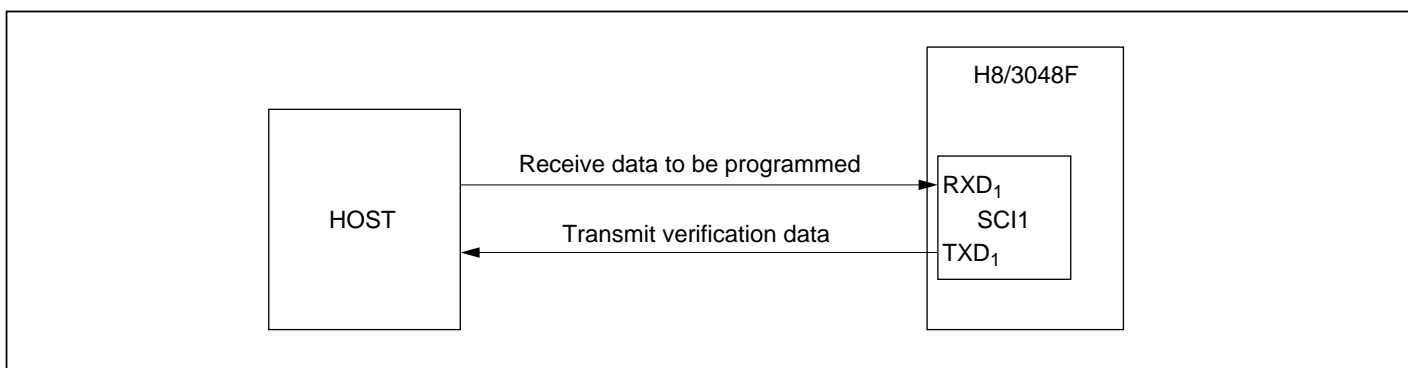 H8/3048F
Receive data to be programmed
RXD₁
HOST
SCI1
Transmit verification data
TXD₁